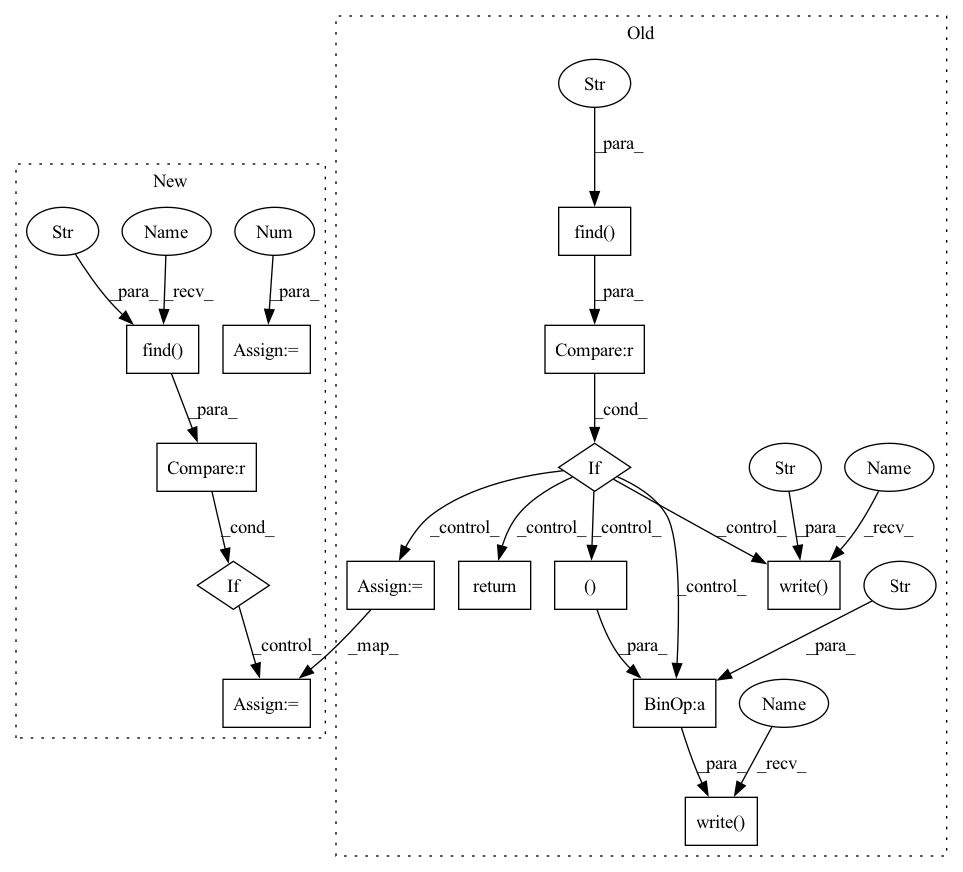 Old
Str
_para_
New
Str
Name
Num
find()
_para_
_recv_
_para_
_para_
find()
Assign:=
Compare:r
_para_
_cond_
Compare:r
If
Str
Name
_cond_
_control_
_control_
_control_
_control_
_para_
_recv_
_control_
If
Assign:=
return
()
write()
Str
_control_
_map_
_para_
_para_
Assign:=
BinOp:a
Name
_para_
_recv_
write()